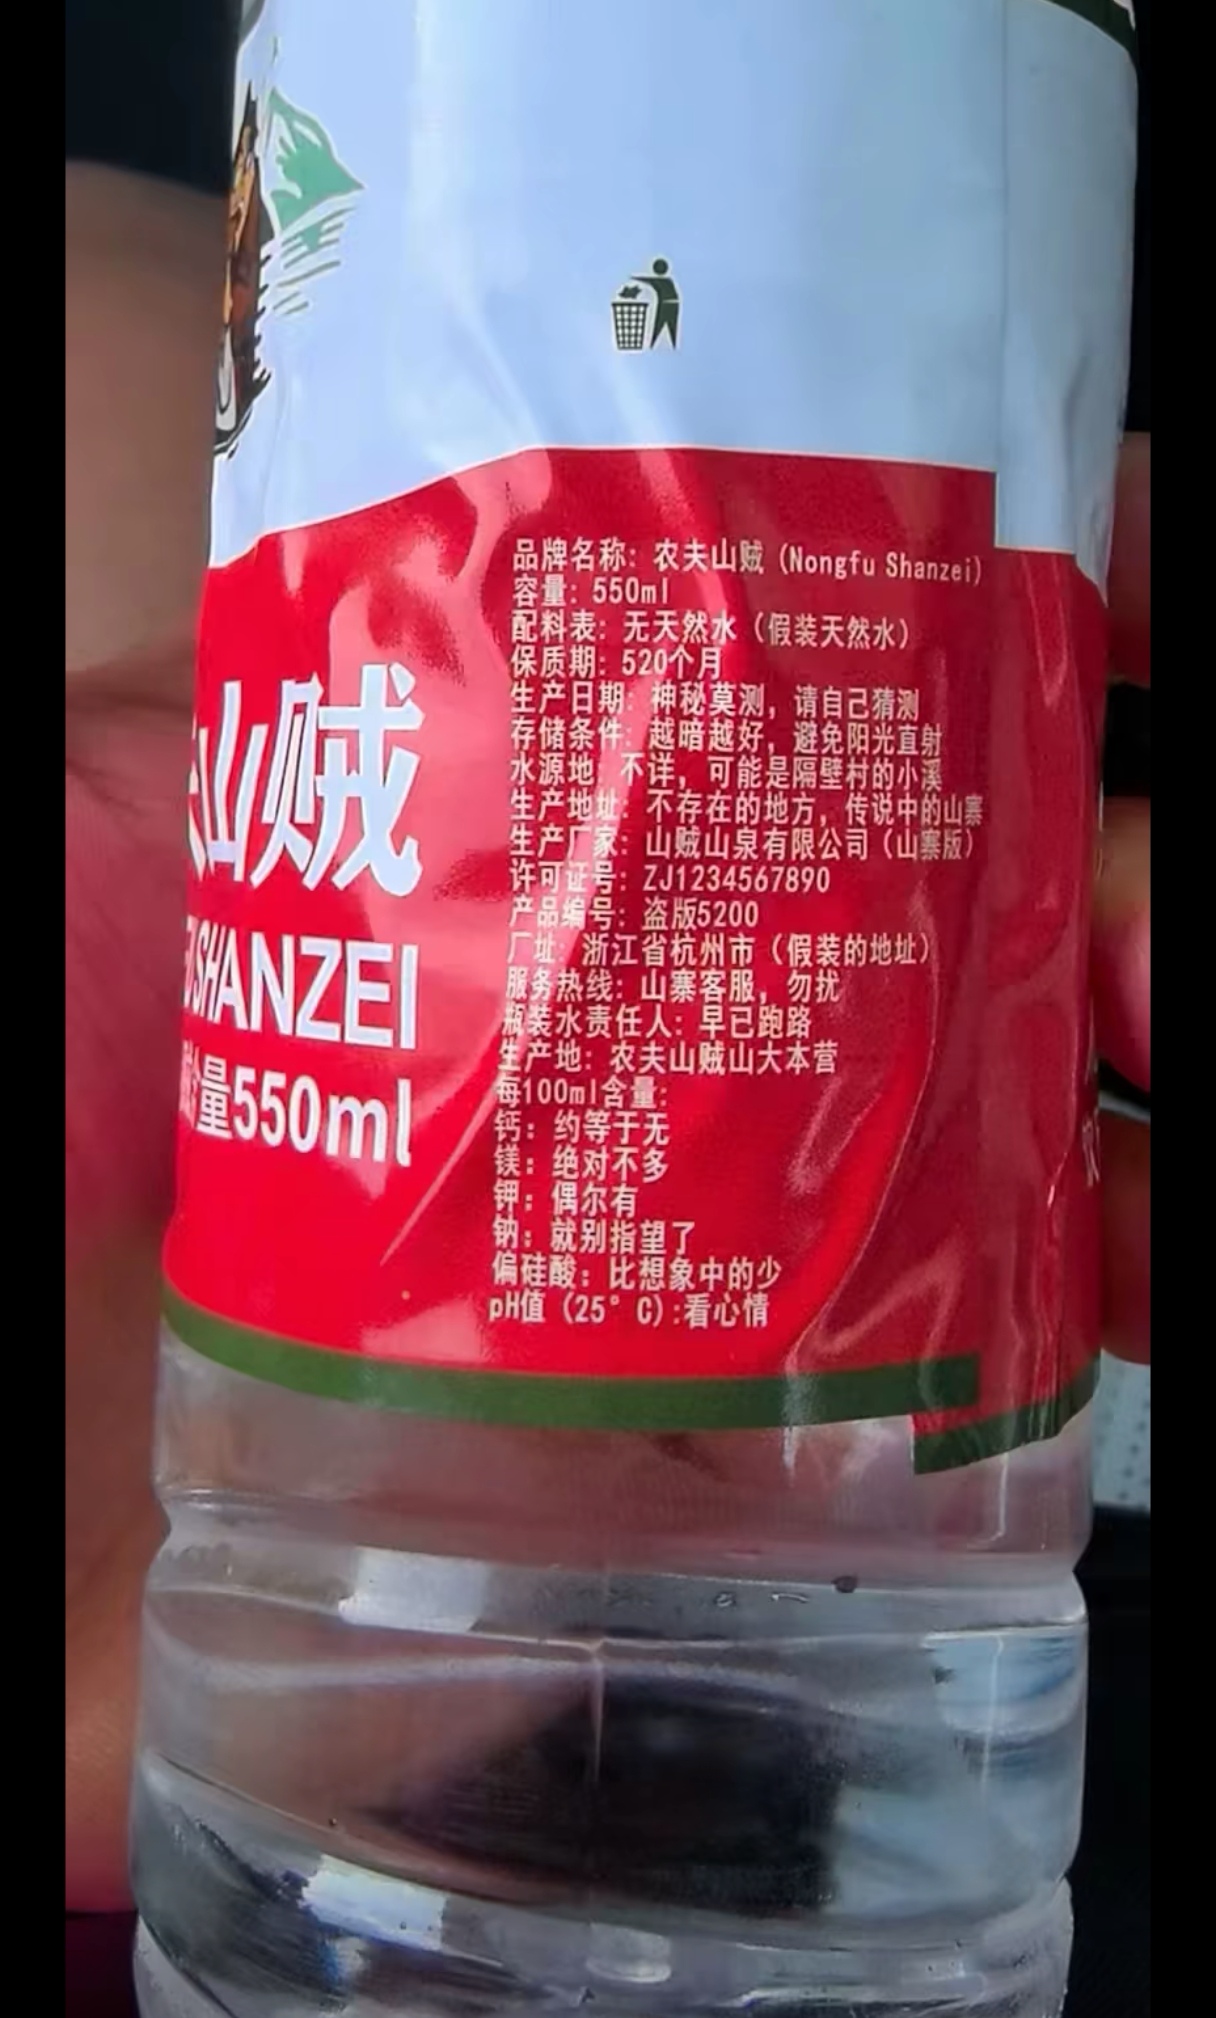 品牌名称: 农夫山贼 (Nongfu Shanzei)
容量: 550ml
配料表: 无天然水 (假装天然水)
保质期: 520个月
生产日期: 神秘莫测, 请自己猜测
存储条件: 越暗越好, 避免阳光直射
水源地: 不详, 可能是隔壁村的小溪
生产地址: 不存在的地方, 传说中的山寨
生产厂家: 山贼山泉有限公司 (山寨版)
许可证号: ZJ1234567890
产品编号: 盗版5200
厂址: 浙江省杭州市 (假装的地址)
服务热线: 山寨客服, 勿扰
瓶装水责任人: 早已跑路
生产地: 农夫山贼山大本营
每100ml含量:
钙: 约等于无
镁: 绝对不多
钾: 偶尔有
钠: 就别指望了
偏硅酸: 比想象中的少
pH值 (25°C):看心情
山贼
SHANZEI
量550ml